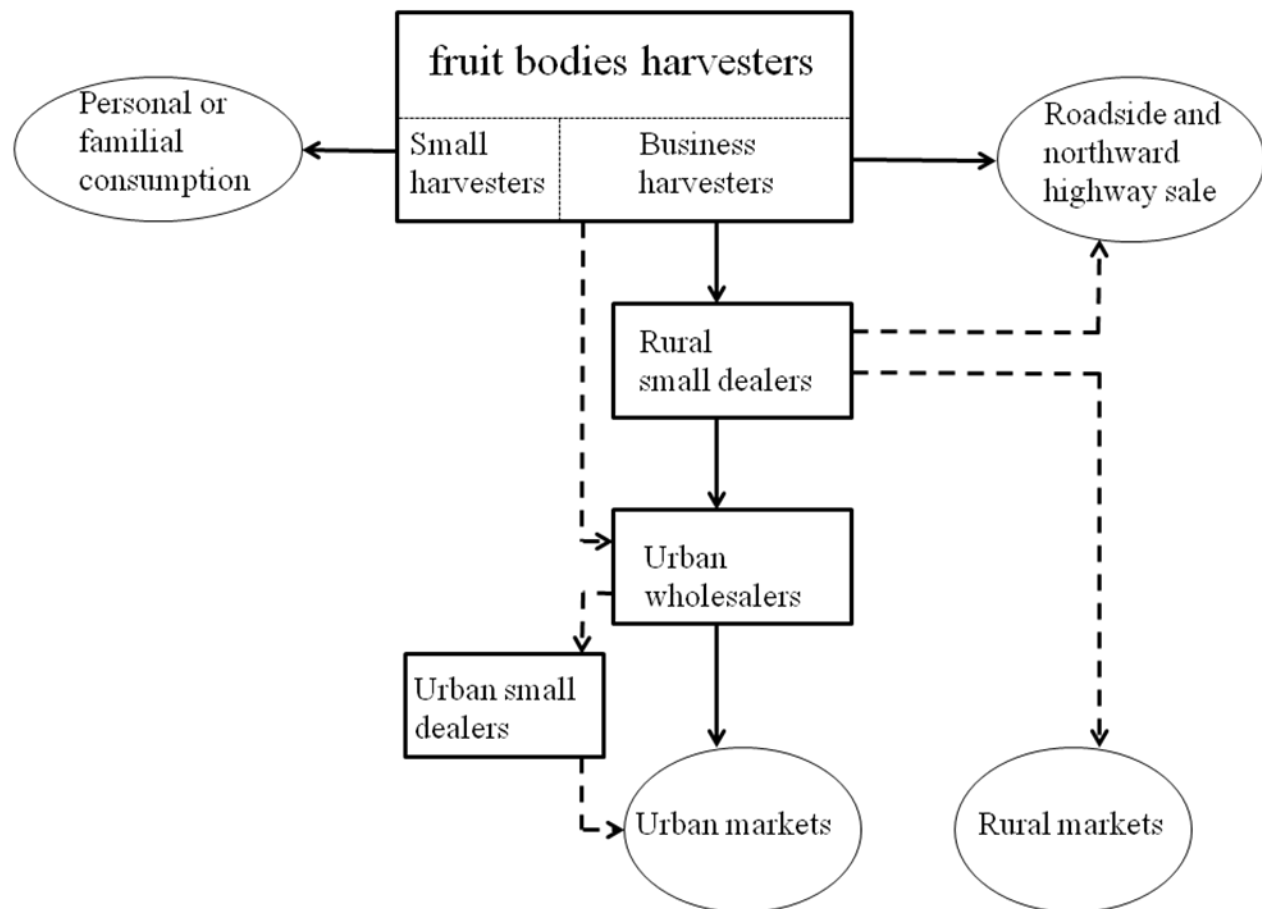 fruit bodies harvesters
Personal or
familial
consumption
Small
harvesters
Business
harvesters
Roadside and
northward
highway sale
Rural
small dealers
Urban
wholesalers
Urban small
dealers
Urban markets
Rural markets